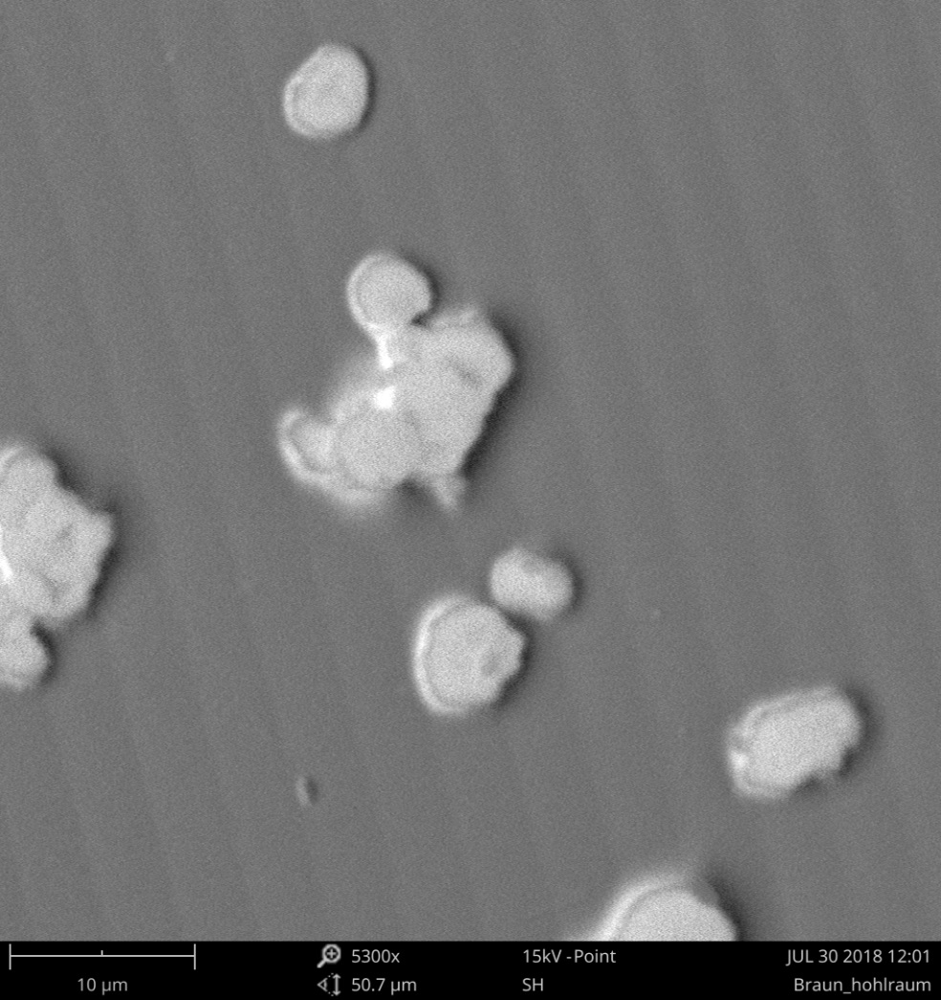 5300x 15kV -Point JUL 30 2018 12:01
10 μm 50.7 μm SH Braun_hohlraum